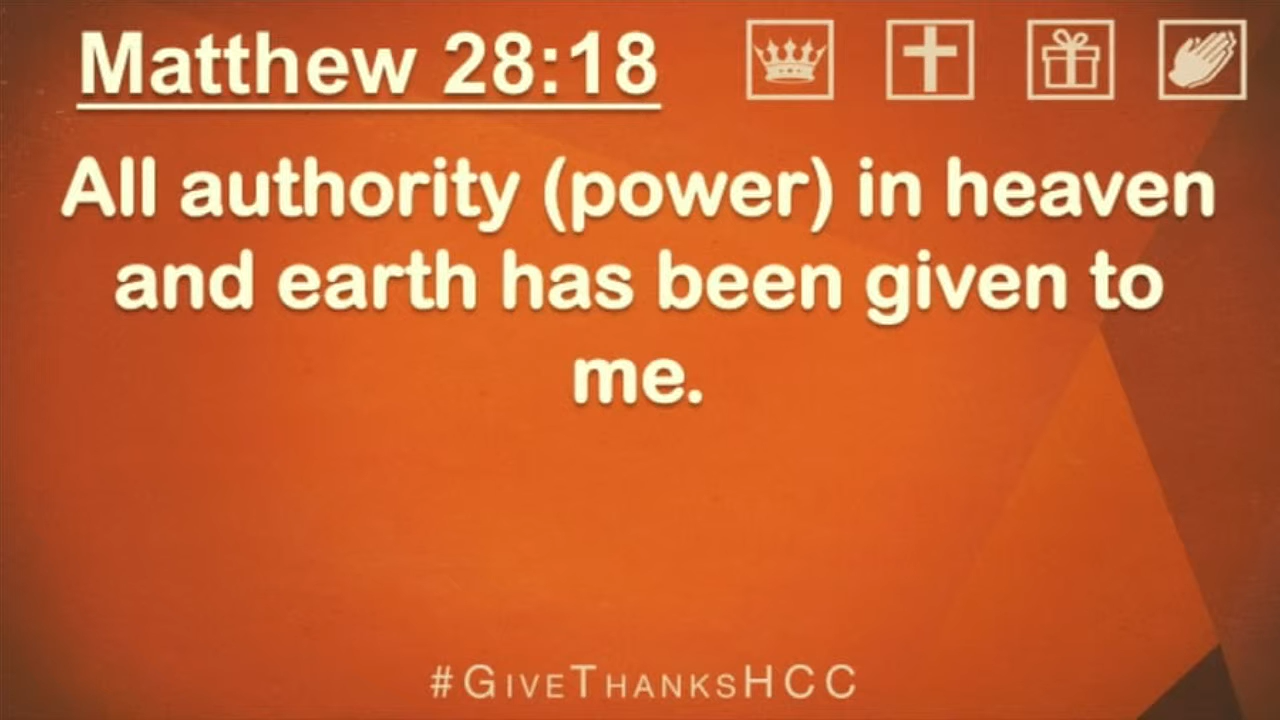 Matthew 28:18
All authority (power) in heaven
and earth has been given to
me.
#GiveThanksHCC